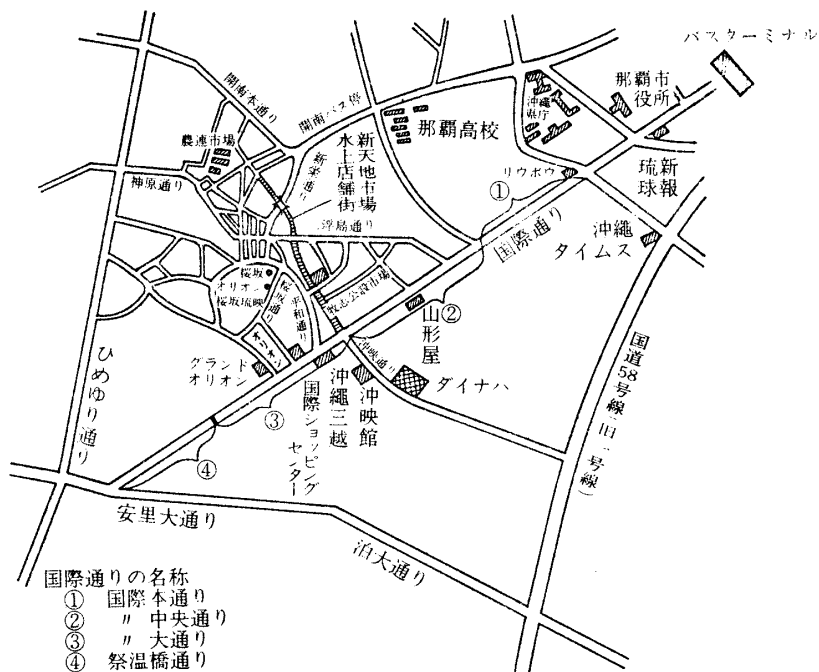 バスターミナル
那覇市
役所
沖縄
県庁
開南本通り
開南バス停
那覇高校
農連市場
新天地市場
水上店舗街
新栄通り
リウボウ
琉球
新報
神原通り
浮島通り
①
国際通り
沖縄
タイムス
桜坂
オリオン
桜坂琉映
桜坂通り
平和通り
牧志公設市場
②
山形屋
オリオン
グランド
オリオン
沖映通り
ダイナハ
ひめゆり通り
国際ショッピング
センター
沖縄三越
沖映館
国道58号線(旧一号線)
③
④
安里大通り
泊大通り
国際通りの名称
① 国際本通り
② 〃 中央通り
③ 〃 大通り
④ 祭温橋通り